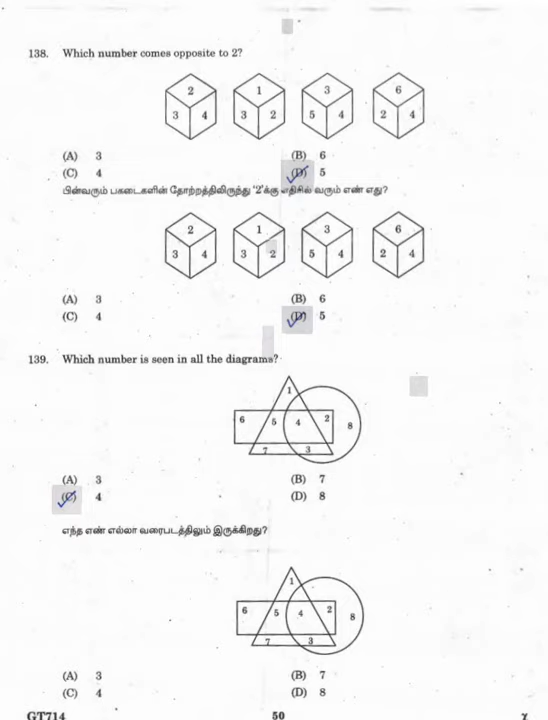 138. Which number comes opposite to 2?
2 1 3 6
3 4 3 2 5 4 2 4
(A) 3 (B) 6
(C) 4 (D) 5
பின்வரும் பகடைகளின் தோற்றத்திலிருந்து '2'க்கு எதிரில் வரும் எண் எது?
2 1 3 6
3 4 3 2 5 4 2 4
(A) 3 (B) 6
(C) 4 (D) 5
139. Which number is seen in all the diagrams?
1
6 5 4 2 8
7 3
(A) 3 (B) 7
(C) 4 (D) 8
எந்த எண் எல்லா வரைபடத்திலும் இருக்கிறது?
1
6 5 4 2 8
7 3
(A) 3 (B) 7
(C) 4 (D) 8
GT714 50 χ